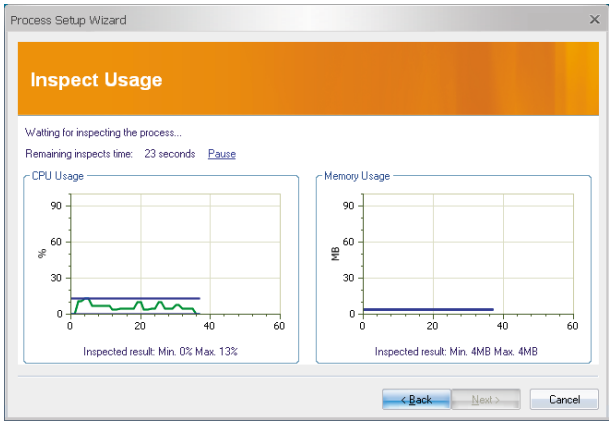 Process Setup Wizard
Inspect Usage
Watting for inspecting the process...
Remaining inspects time: 23 seconds Pause
CPU Usage
90
60
30
0
%
0 20 40 60
Inspected result: Min. 0% Max. 13%
Memory Usage
90
60
30
0
MB
0 20 40 60
Inspected result: Min. 4MB Max. 4MB
< Back Next > Cancel